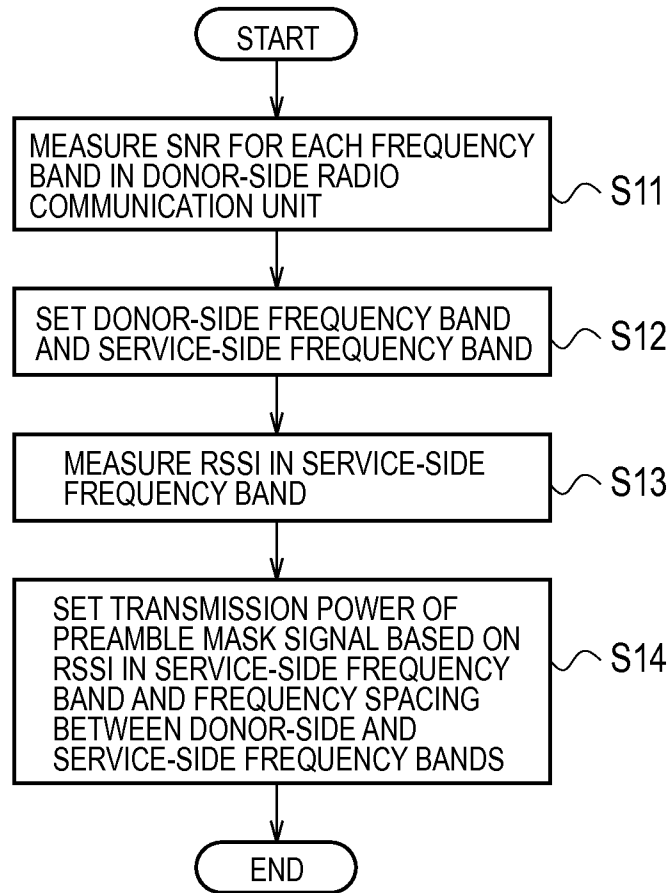 START
MEASURE SNR FOR EACH FREQUENCY
BAND IN DONOR-SIDE RADIO
COMMUNICATION UNIT
S11
SET DONOR-SIDE FREQUENCY BAND
AND SERVICE-SIDE FREQUENCY BAND
S12
MEASURE RSSI IN SERVICE-SIDE
FREQUENCY BAND
S13
SET TRANSMISSION POWER OF
PREAMBLE MASK SIGNAL BASED ON
RSSI IN SERVICE-SIDE FREQUENCY
BAND AND FREQUENCY SPACING
BETWEEN DONOR-SIDE AND
SERVICE-SIDE FREQUENCY BANDS
S14
END